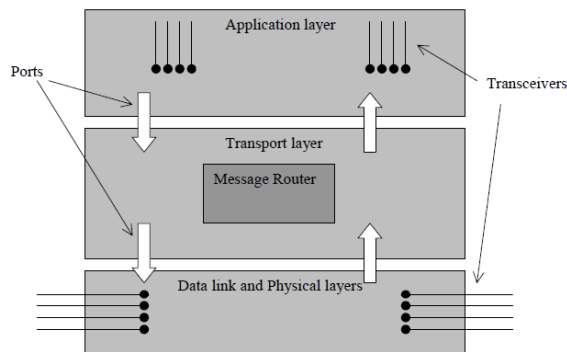 Application layer
Ports
Transceivers
Transport layer
Message Router
Data link and Physical layers